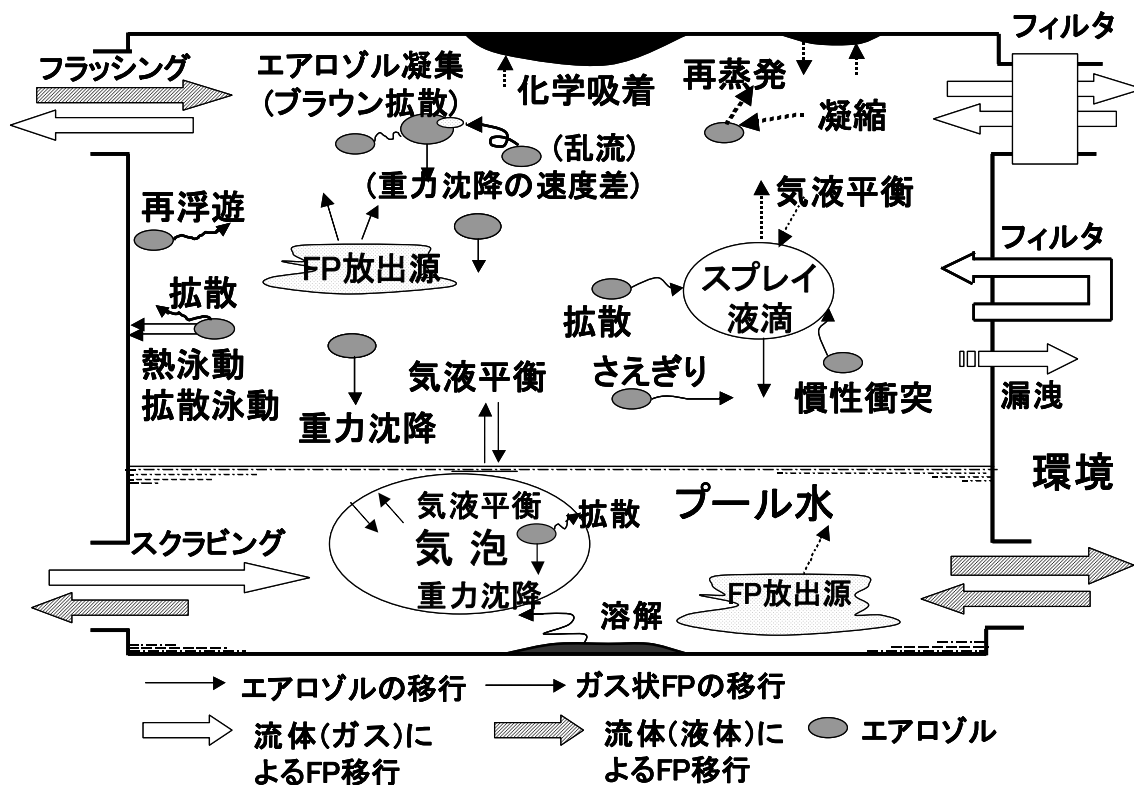 フラッシング
エアロゾル凝集
(ブラウン拡散)
化学吸着
再蒸発
凝縮
フィルタ
(乱流)
(重力沈降の速度差)
再浮遊
FP放出源
気液平衡
フィルタ
スプレイ
液滴
拡散
拡散
熱泳動
拡散泳動
さえぎり
慣性衝突
漏洩
気液平衡
重力沈降
環境
気液平衡
拡散
気 泡
重力沈降
プール水
スクラビング
FP放出源
溶解
エアロゾルの移行
ガス状FPの移行
流体(ガス)に
よるFP移行
流体(液体)に
よるFP移行
エアロゾル